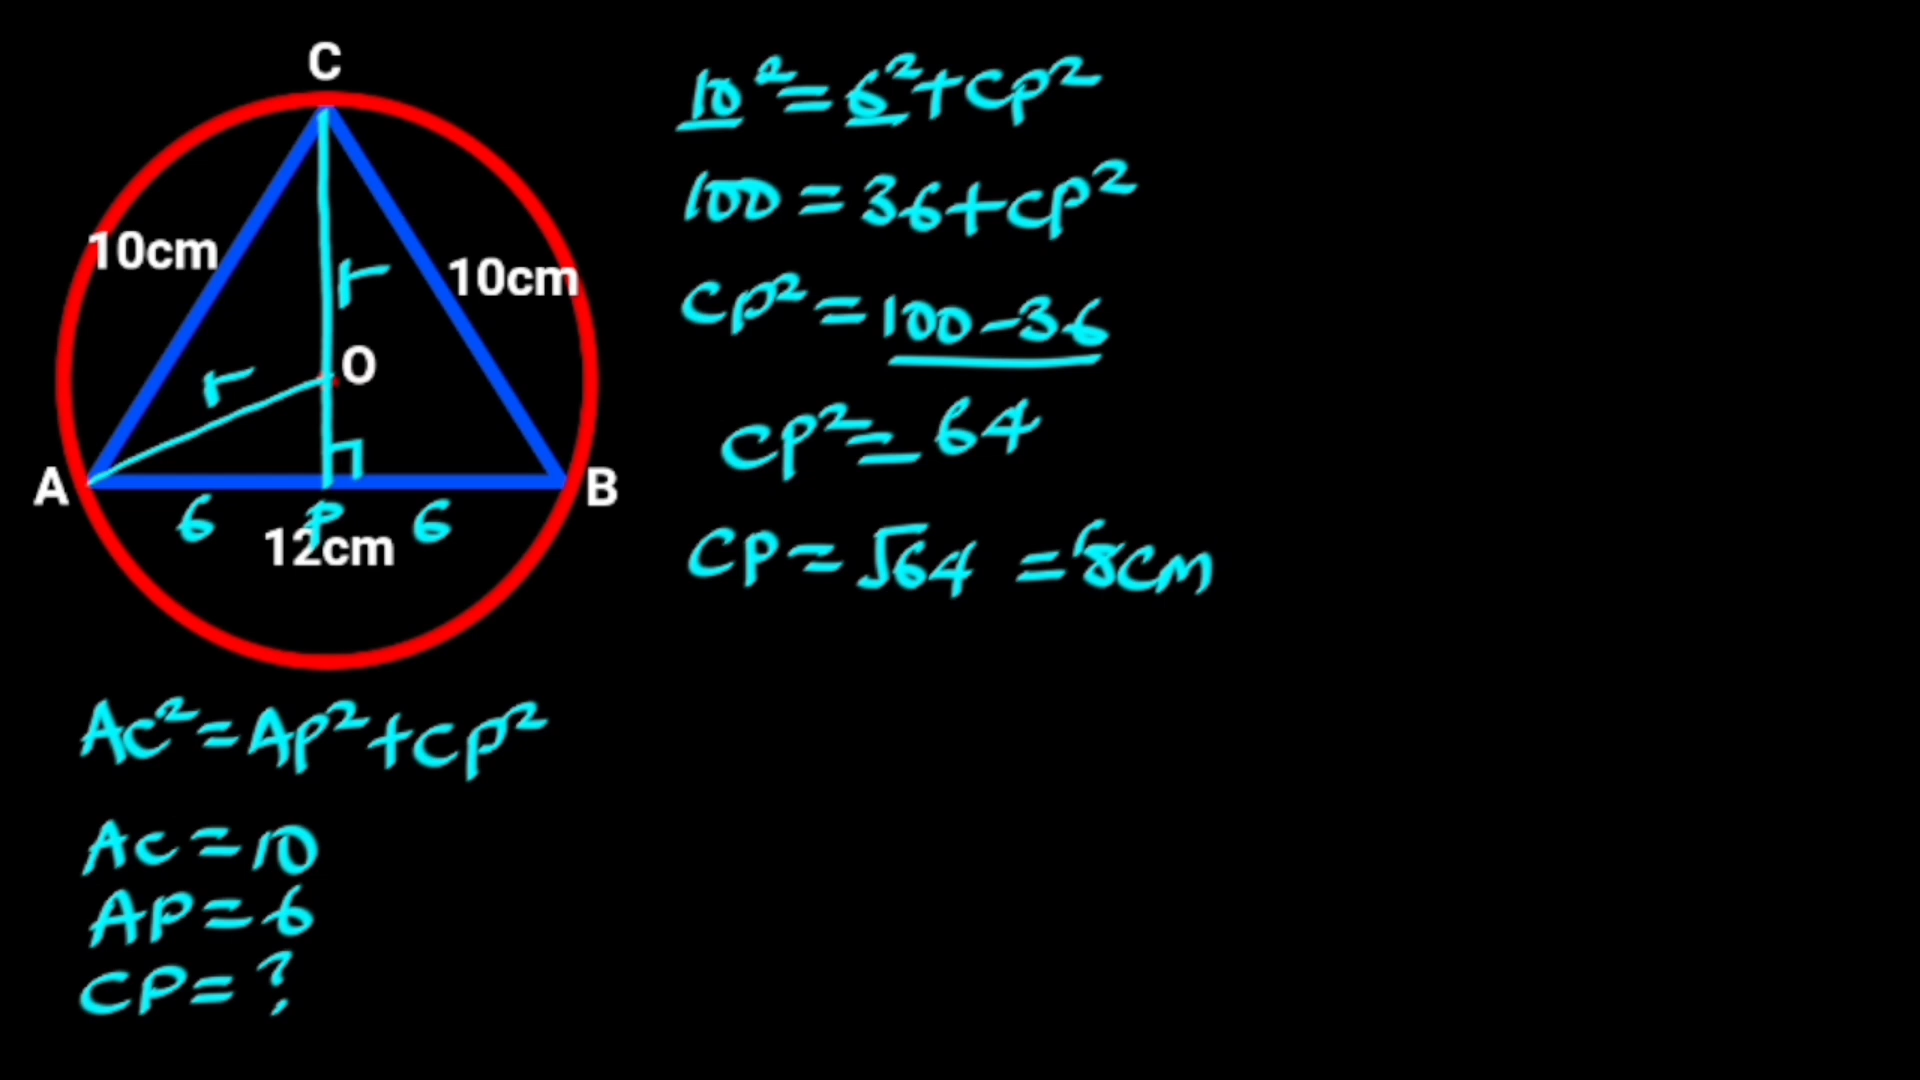 C
10cm
10cm
r
r
O
A
B
6
P
6
12cm
AC²=AP²+CP²
AC=10
AP=6
CP=?
10²=6²+CP²
100=36+CP²
CP²=100-36
CP²=64
CP=√64 =8cm